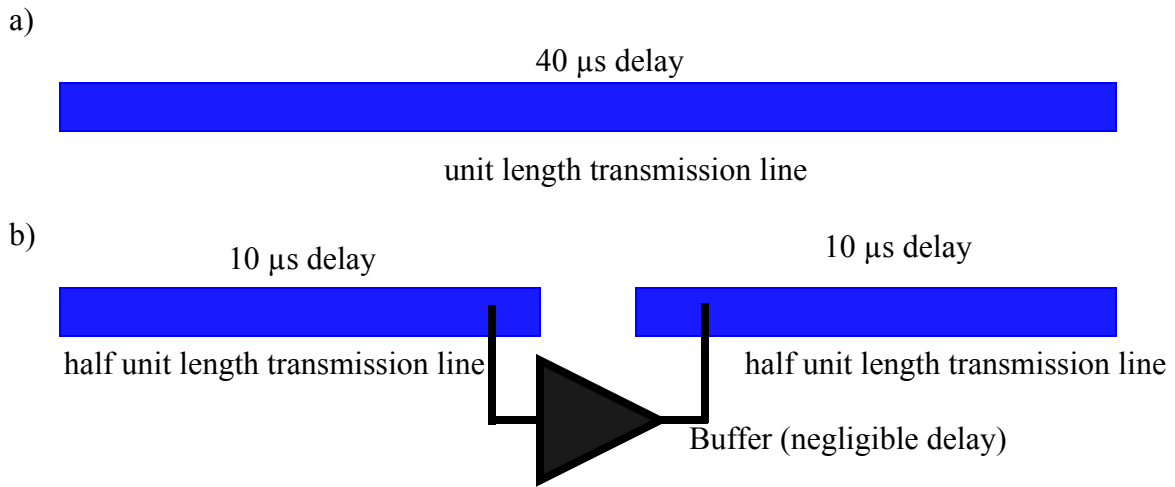 a)
40 µs delay
unit length transmission line
b)
10 µs delay
10 µs delay
half unit length transmission line
half unit length transmission line
Buffer (negligible delay)